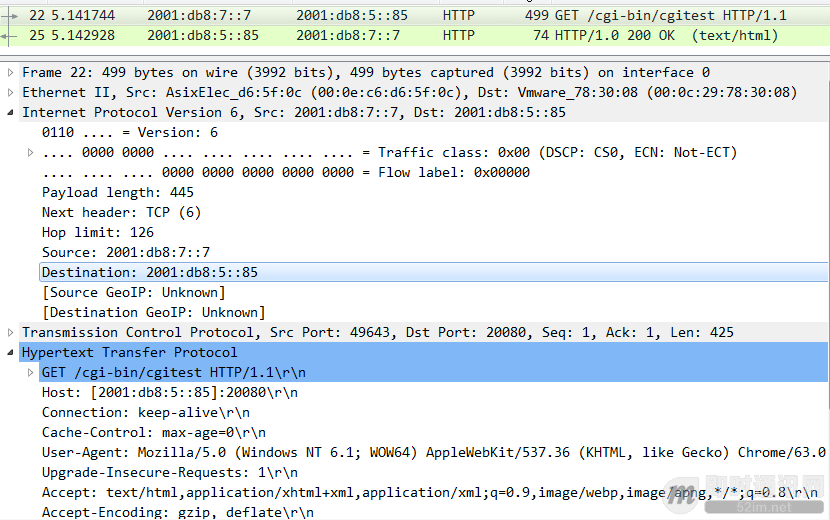 22 5.141744 2001:db8:7::7 2001:db8:5::85 HTTP 499 GET /cgi-bin/cgitest HTTP/1.1
25 5.142928 2001:db8:5::85 2001:db8:7::7 HTTP 74 HTTP/1.0 200 OK (text/html)
Frame 22: 499 bytes on wire (3992 bits), 499 bytes captured (3992 bits) on interface 0
Ethernet II, Src: AsixElec_d6:5f:0c (00:0e:c6:d6:5f:0c), Dst: Vmware_78:30:08 (00:0c:29:78:30:08)
Internet Protocol Version 6, Src: 2001:db8:7::7, Dst: 2001:db8:5::85
0110 .... = Version: 6
.... 0000 0000 .... .... .... .... .... = Traffic class: 0x00 (DSCP: CS0, ECN: Not-ECT)
.... .... .... 0000 0000 0000 0000 0000 = Flow label: 0x00000
Payload length: 445
Next header: TCP (6)
Hop limit: 126
Source: 2001:db8:7::7
Destination: 2001:db8:5::85
[Source GeoIP: Unknown]
[Destination GeoIP: Unknown]
Transmission Control Protocol, Src Port: 49643, Dst Port: 20080, Seq: 1, Ack: 1, Len: 425
Hypertext Transfer Protocol
GET /cgi-bin/cgitest HTTP/1.1\r\n
Host: [2001:db8:5::85]:20080\r\n
Connection: keep-alive\r\n
Cache-Control: max-age=0\r\n
User-Agent: Mozilla/5.0 (Windows NT 6.1; WOW64) AppleWebKit/537.36 (KHTML, like Gecko) Chrome/63.0
Upgrade-Insecure-Requests: 1\r\n
Accept: text/html,application/xhtml+xml,application/xml;q=0.9,image/webp,image/apng,*/*;q=0.8\r\n
Accept-Encoding: gzip, deflate\r\n
即时通讯网
52im.net